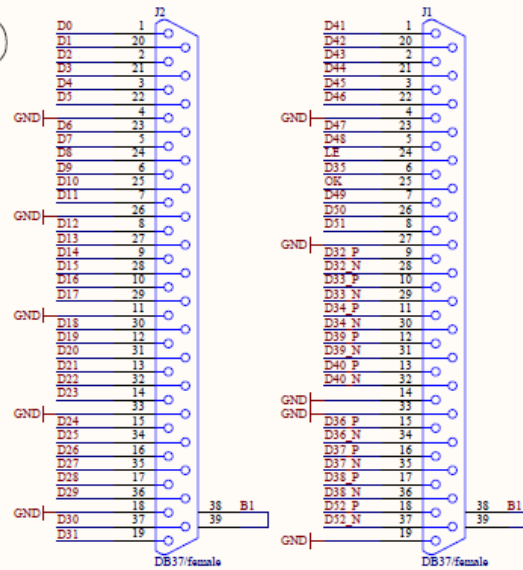 J2
D0 1
D1 20
D2 2
D3 21
D4 3
D5 22
GND 4
D6 23
D7 5
D8 24
D9 6
D10 25
D11 7
GND 26
D12 8
D13 27
D14 9
D15 28
D16 10
D17 29
GND 11
D18 30
D19 12
D20 31
D21 13
D22 32
D23 14
GND 33
D24 15
D25 34
D26 16
D27 35
D28 17
D29 36
GND 18
D30 37
D31 19
38 B1
39
DB37/female
J1
D41 1
D42 20
D43 2
D44 21
D45 3
D46 22
GND 4
D47 23
D48 5
LE 24
D35 6
OK 25
D49 7
D50 26
D51 8
GND 27
D32_P 9
D32_N 28
D33_P 10
D33_N 29
D34_P 11
D34_N 30
D39_P 12
D39_N 31
D40_P 13
D40_N 32
GND 14
GND 33
D36_P 15
D36_N 34
D37_P 16
D37_N 35
D38_P 17
D38_N 36
D52_P 18
D52_N 37
GND 19
38 B1
39
DB37/female